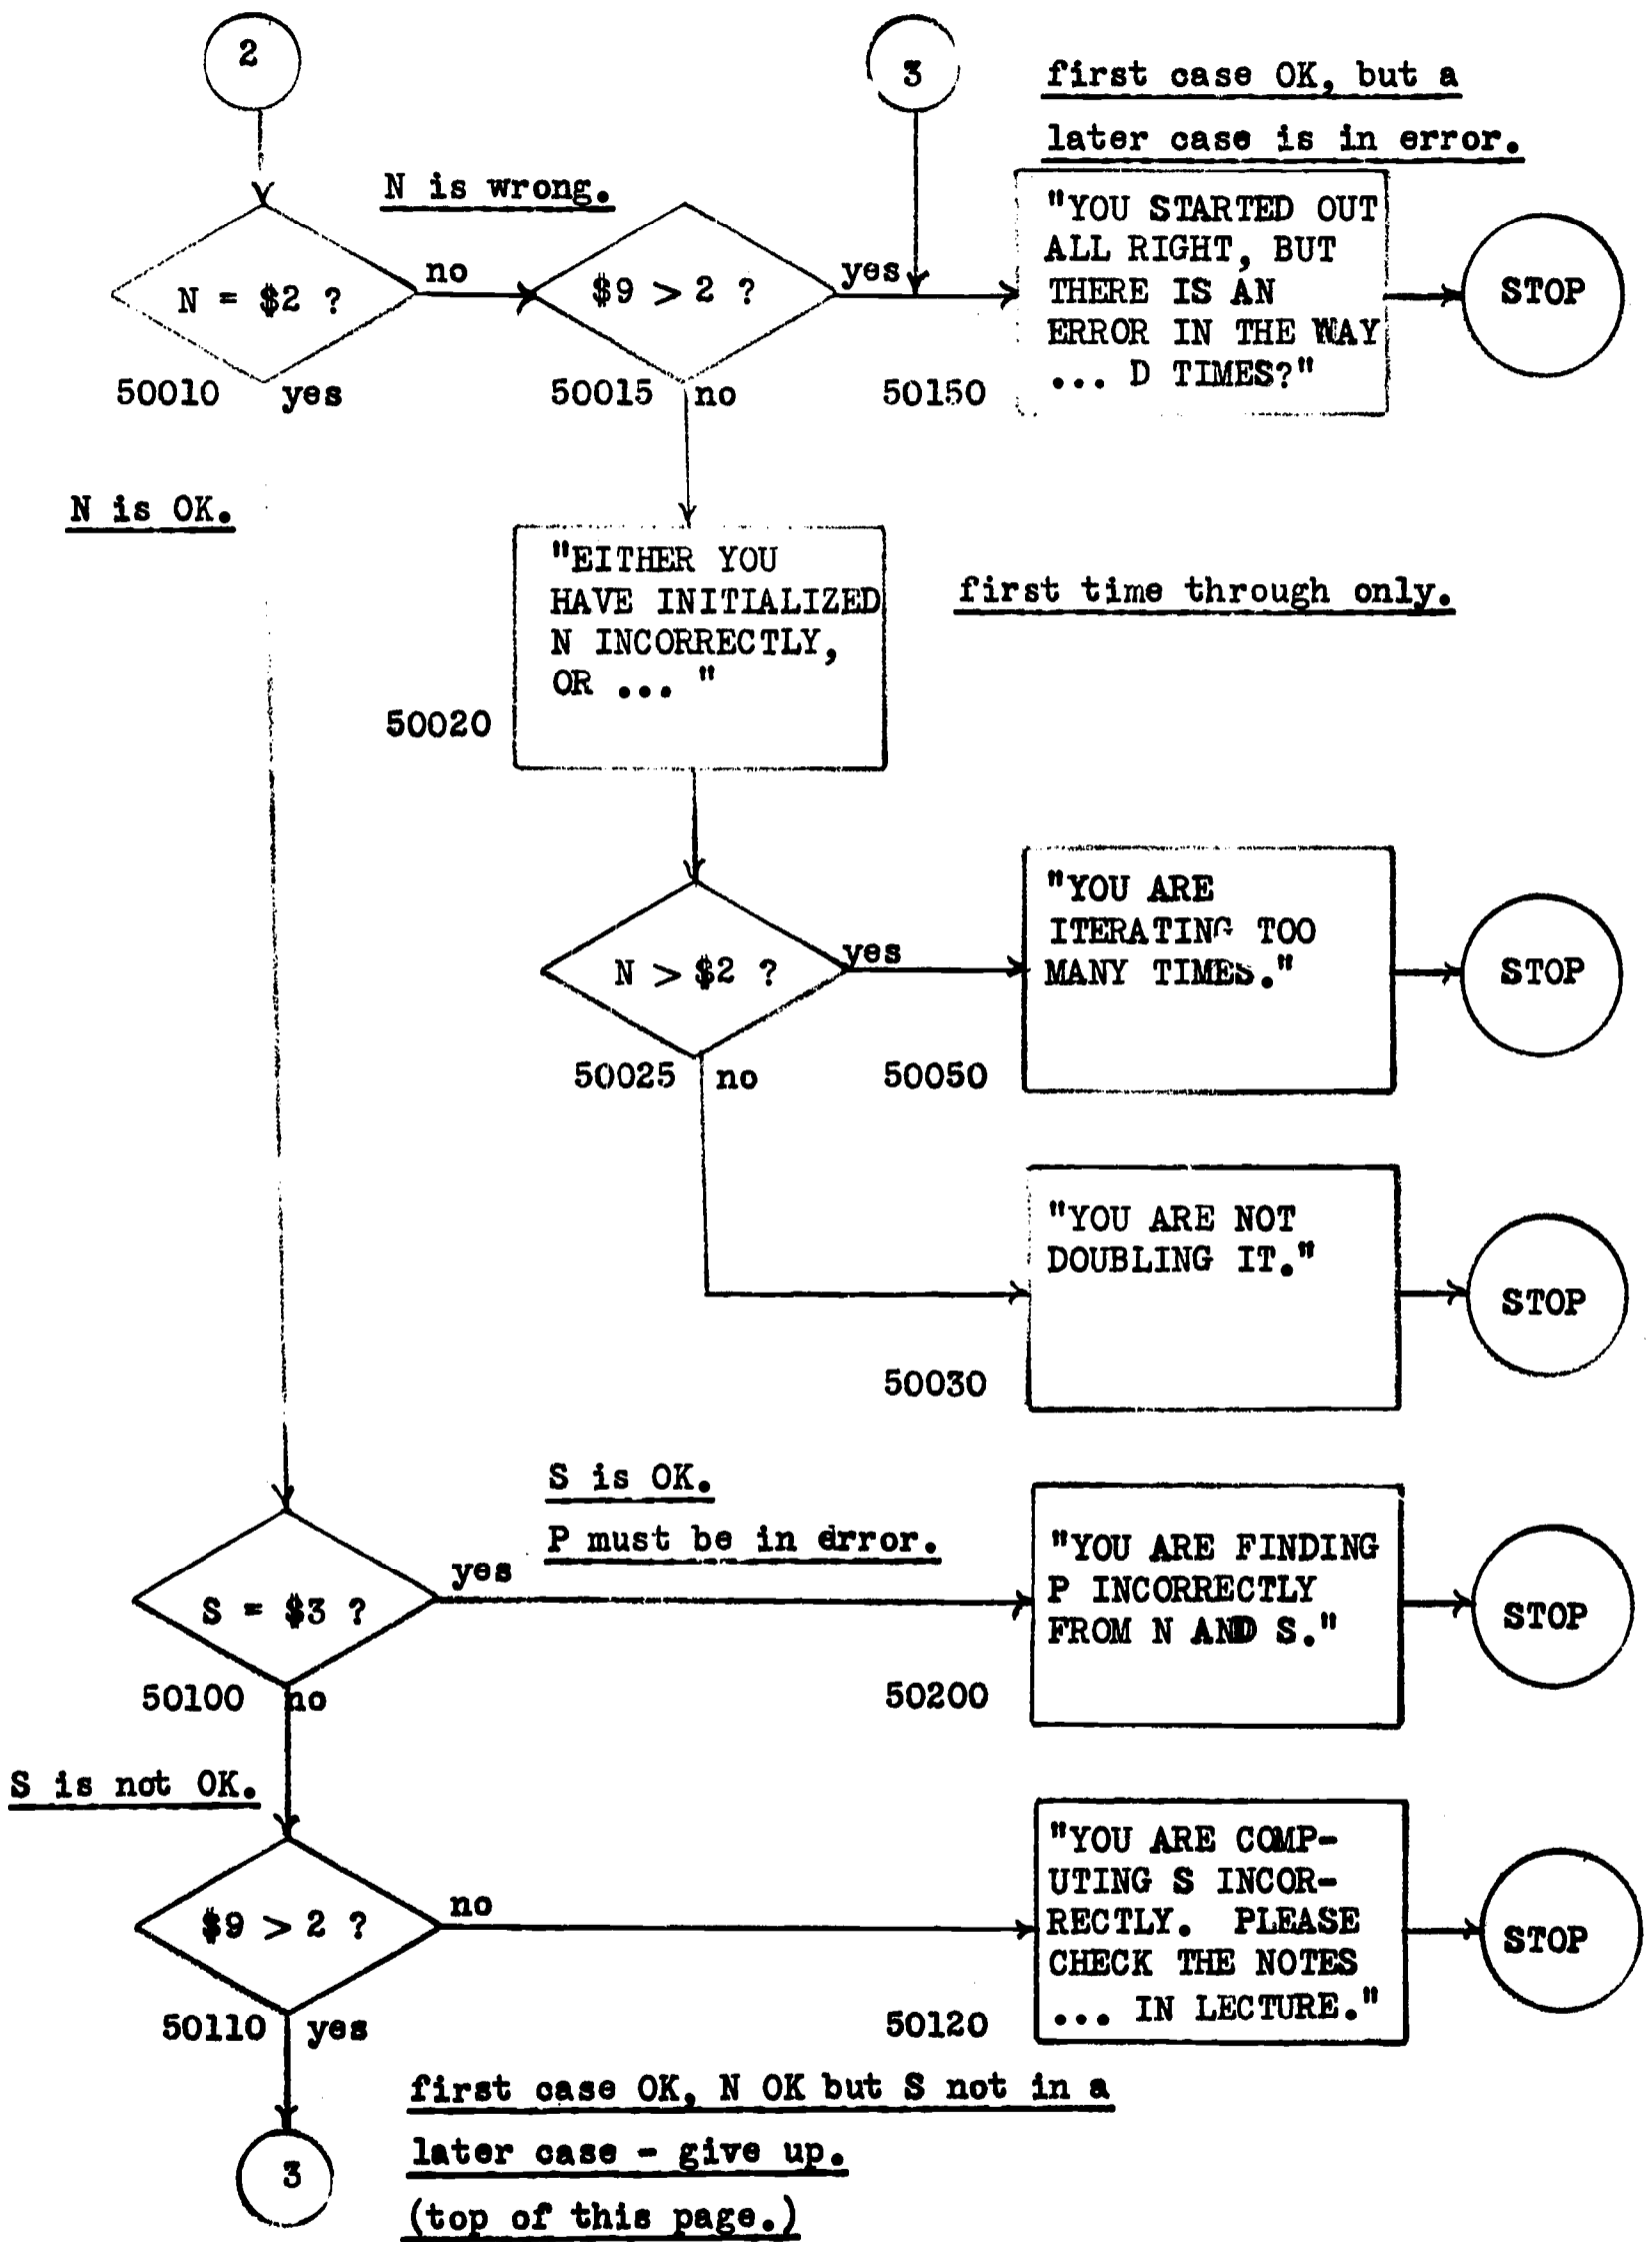 2
3
first case OK, but a
later case is in error.
N is wrong.
N = $2 ?
no
$9 > 2 ?
yes
"YOU STARTED OUT
ALL RIGHT, BUT
THERE IS AN
ERROR IN THE WAY
... D TIMES?"
STOP
50010
yes
50015
no
50150
N is OK.
"EITHER YOU
HAVE INITIALIZED
N INCORRECTLY,
OR ... "
first time through only.
50020
N > $2 ?
yes
"YOU ARE
ITERATING TOO
MANY TIMES."
STOP
50025
no
50050
"YOU ARE NOT
DOUBLING IT."
STOP
50030
S is OK.
P must be in error.
S = $3 ?
yes
"YOU ARE FINDING
P INCORRECTLY
FROM N AND S."
STOP
50100
no
50200
S is not OK.
$9 > 2 ?
no
"YOU ARE COMP-
UTING S INCOR-
RECTLY. PLEASE
CHECK THE NOTES
... IN LECTURE."
STOP
50110
yes
50120
3
first case OK, N OK but S not in a
later case - give up.
(top of this page.)